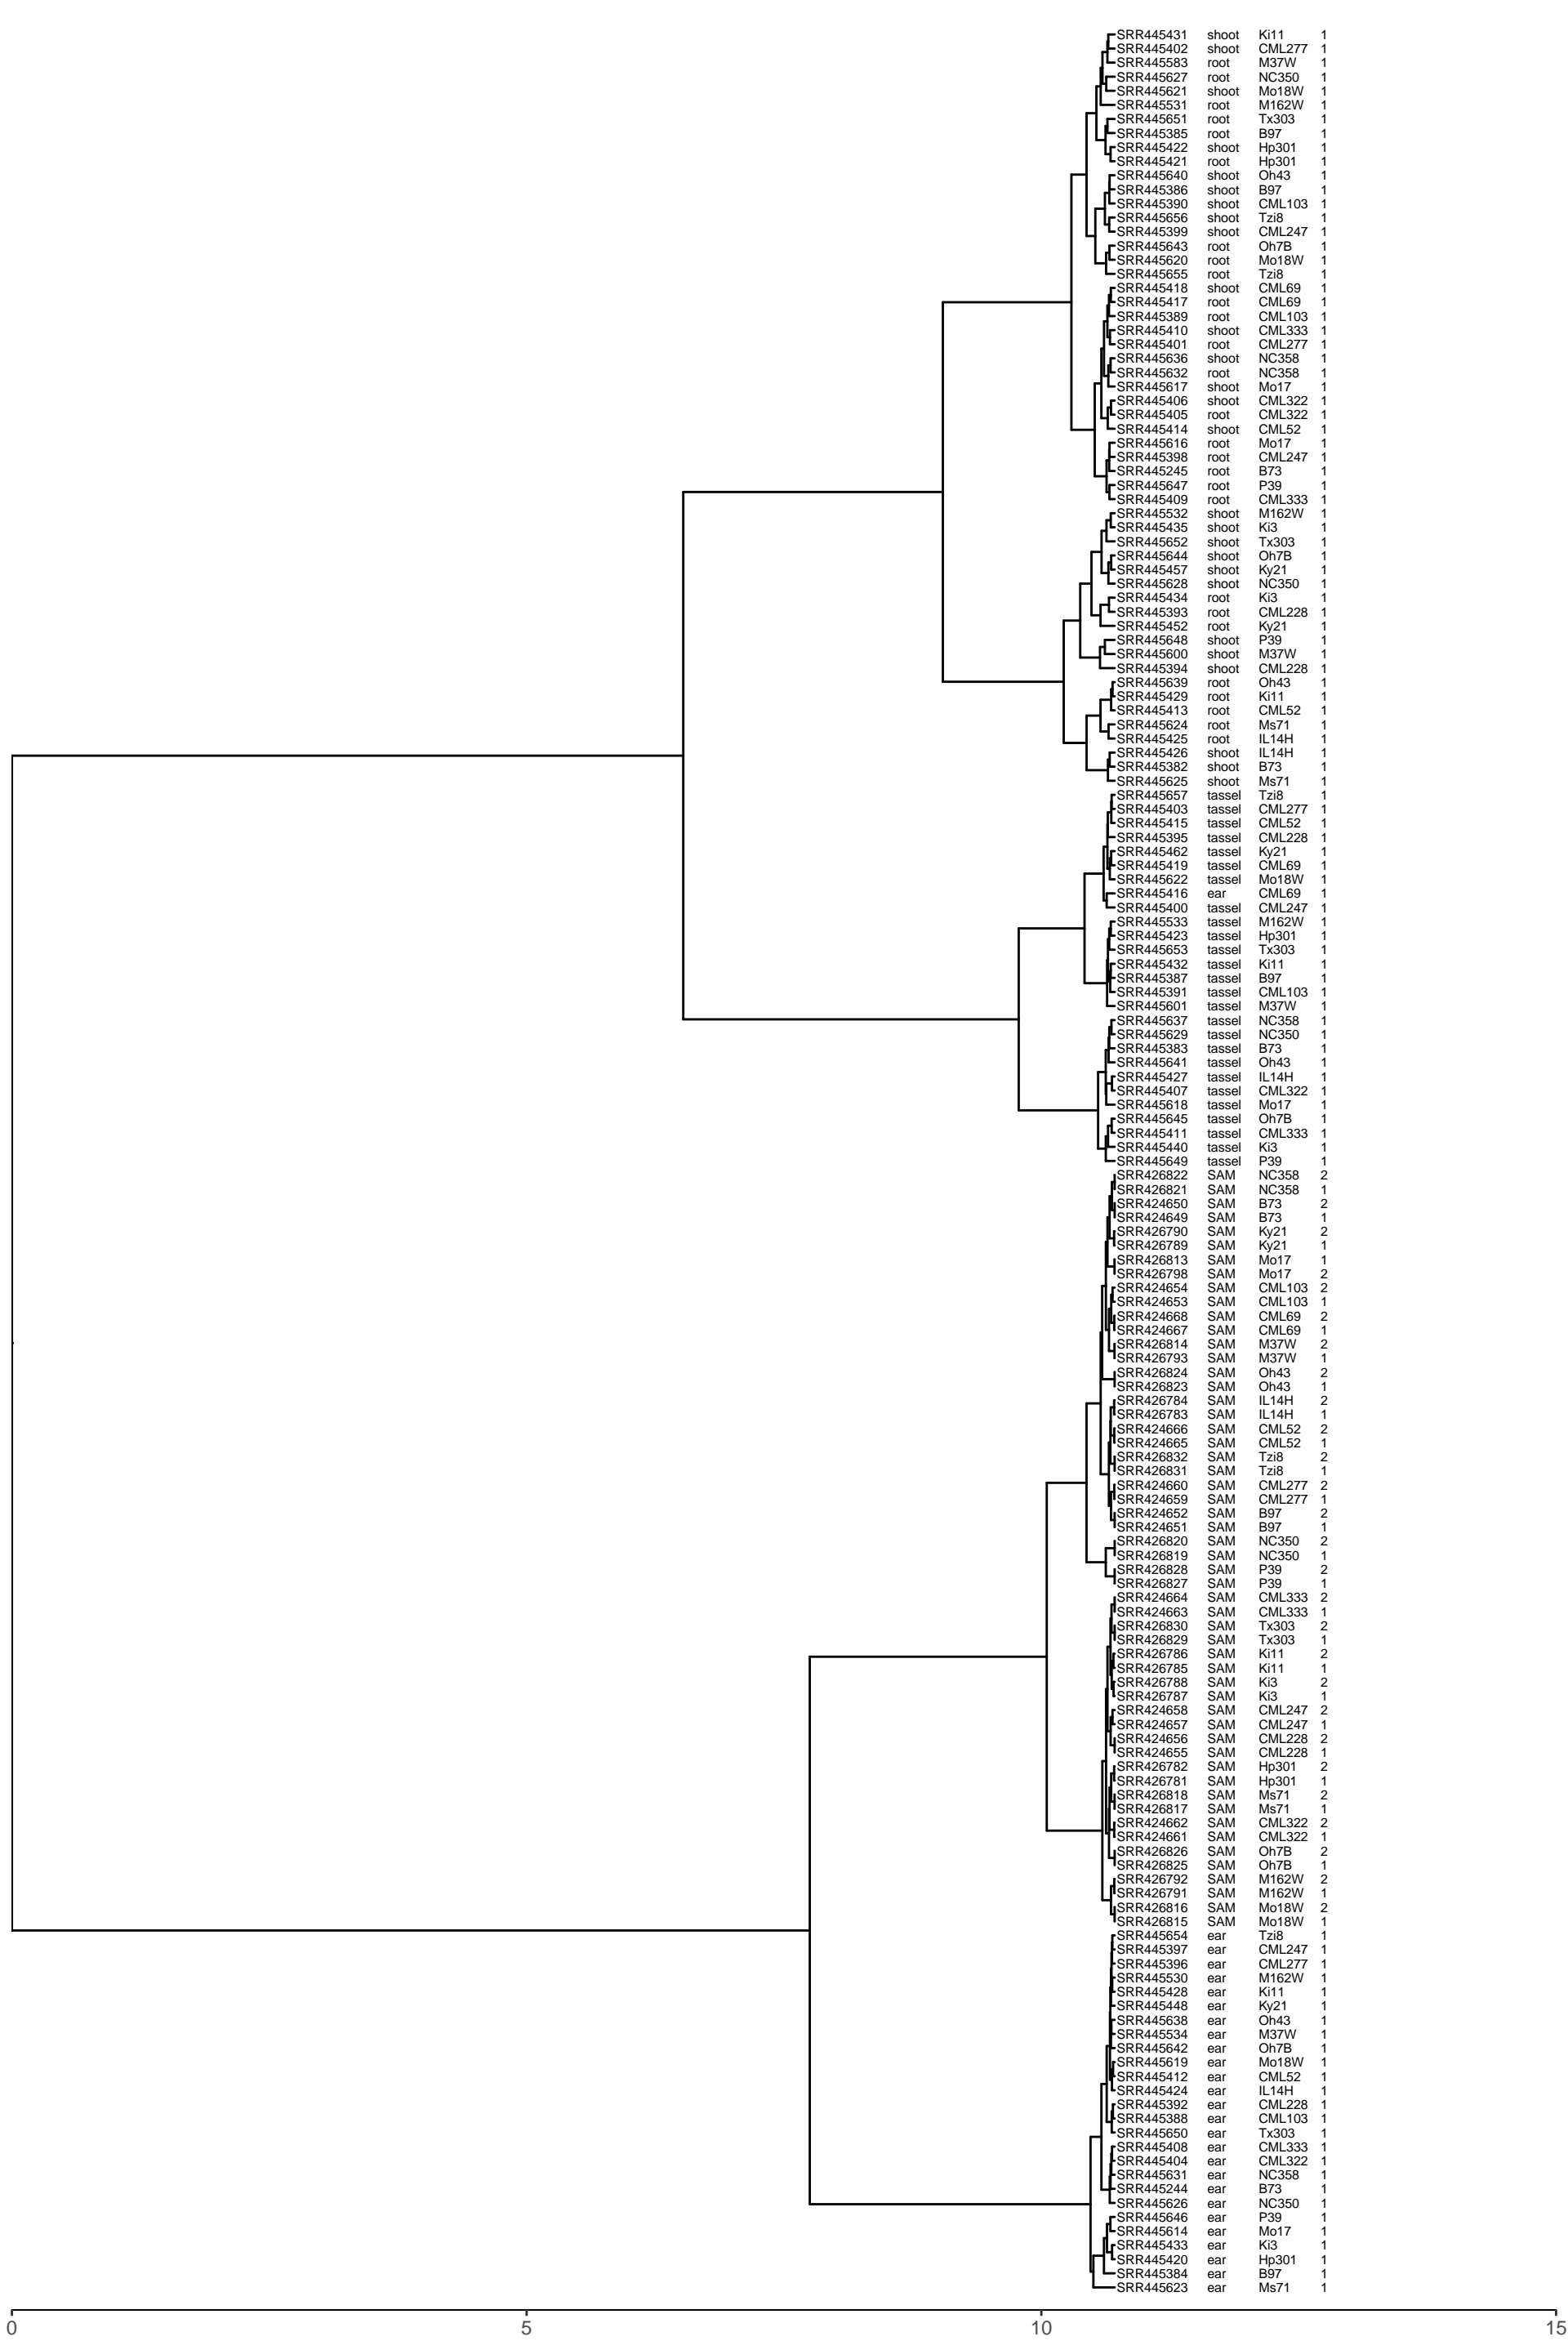 SRR445431 shoot Ki11 1
SRR445402 shoot CML277 1
SRR445583 root M37W 1
SRR445627 root NC350 1
SRR445621 shoot Mo18W 1
SRR445531 root M162W 1
SRR445651 root Tx303 1
SRR445385 root B97 1
SRR445422 shoot Hp301 1
SRR445421 root Hp301 1
SRR445640 shoot Oh43 1
SRR445386 shoot B97 1
SRR445390 shoot CML103 1
SRR445656 shoot Tzi8 1
SRR445399 shoot CML247 1
SRR445643 root Oh7B 1
SRR445620 root Mo18W 1
SRR445655 root Tzi8 1
SRR445418 shoot CML69 1
SRR445417 root CML69 1
SRR445389 root CML103 1
SRR445410 shoot CML333 1
SRR445401 root CML277 1
SRR445636 shoot NC358 1
SRR445632 root NC358 1
SRR445617 shoot Mo17 1
SRR445406 shoot CML322 1
SRR445405 root CML322 1
SRR445414 shoot CML52 1
SRR445616 root Mo17 1
SRR445398 root CML247 1
SRR445245 root B73 1
SRR445647 root P39 1
SRR445409 root CML333 1
SRR445532 shoot M162W 1
SRR445435 shoot Ki3 1
SRR445652 shoot Tx303 1
SRR445644 shoot Oh7B 1
SRR445457 shoot Ky21 1
SRR445628 shoot NC350 1
SRR445434 root Ki3 1
SRR445393 root CML228 1
SRR445452 root Ky21 1
SRR445648 shoot P39 1
SRR445600 shoot M37W 1
SRR445394 shoot CML228 1
SRR445639 root Oh43 1
SRR445429 root Ki11 1
SRR445413 root CML52 1
SRR445624 root Ms71 1
SRR445425 root IL14H 1
SRR445426 shoot IL14H 1
SRR445382 shoot B73 1
SRR445625 shoot Ms71 1
SRR445657 tassel Tzi8 1
SRR445403 tassel CML277 1
SRR445415 tassel CML52 1
SRR445395 tassel CML228 1
SRR445462 tassel Ky21 1
SRR445419 tassel CML69 1
SRR445622 tassel Mo18W 1
SRR445416 ear CML69 1
SRR445400 tassel CML247 1
SRR445533 tassel M162W 1
SRR445423 tassel Hp301 1
SRR445653 tassel Tx303 1
SRR445432 tassel Ki11 1
SRR445387 tassel B97 1
SRR445391 tassel CML103 1
SRR445601 tassel M37W 1
SRR445637 tassel NC358 1
SRR445629 tassel NC350 1
SRR445383 tassel B73 1
SRR445641 tassel Oh43 1
SRR445427 tassel IL14H 1
SRR445407 tassel CML322 1
SRR445618 tassel Mo17 1
SRR445645 tassel Oh7B 1
SRR445411 tassel CML333 1
SRR445440 tassel Ki3 1
SRR445649 tassel P39 1
SRR426822 SAM NC358 2
SRR426821 SAM NC358 1
SRR424650 SAM B73 2
SRR424649 SAM B73 1
SRR426790 SAM Ky21 2
SRR426789 SAM Ky21 1
SRR426813 SAM Mo17 1
SRR426798 SAM Mo17 2
SRR424654 SAM CML103 2
SRR424653 SAM CML103 1
SRR424668 SAM CML69 2
SRR424667 SAM CML69 1
SRR426814 SAM M37W 2
SRR426793 SAM M37W 1
SRR426824 SAM Oh43 2
SRR426823 SAM Oh43 1
SRR426784 SAM IL14H 2
SRR426783 SAM IL14H 1
SRR424666 SAM CML52 2
SRR424665 SAM CML52 1
SRR426832 SAM Tzi8 2
SRR426831 SAM Tzi8 1
SRR424660 SAM CML277 2
SRR424659 SAM CML277 1
SRR424652 SAM B97 2
SRR424651 SAM B97 1
SRR426820 SAM NC350 2
SRR426819 SAM NC350 1
SRR426828 SAM P39 2
SRR426827 SAM P39 1
SRR424664 SAM CML333 2
SRR424663 SAM CML333 1
SRR426830 SAM Tx303 2
SRR426829 SAM Tx303 1
SRR426786 SAM Ki11 2
SRR426785 SAM Ki11 1
SRR426788 SAM Ki3 2
SRR426787 SAM Ki3 1
SRR424658 SAM CML247 2
SRR424657 SAM CML247 1
SRR424656 SAM CML228 2
SRR424655 SAM CML228 1
SRR426782 SAM Hp301 2
SRR426781 SAM Hp301 1
SRR426818 SAM Ms71 2
SRR426817 SAM Ms71 1
SRR424662 SAM CML322 2
SRR424661 SAM CML322 1
SRR426826 SAM Oh7B 2
SRR426825 SAM Oh7B 1
SRR426792 SAM M162W 2
SRR426791 SAM M162W 1
SRR426816 SAM Mo18W 2
SRR426815 SAM Mo18W 1
SRR445654 ear Tzi8 1
SRR445397 ear CML247 1
SRR445396 ear CML277 1
SRR445530 ear M162W 1
SRR445428 ear Ki11 1
SRR445448 ear Ky21 1
SRR445638 ear Oh43 1
SRR445534 ear M37W 1
SRR445642 ear Oh7B 1
SRR445619 ear Mo18W 1
SRR445412 ear CML52 1
SRR445424 ear IL14H 1
SRR445392 ear CML228 1
SRR445388 ear CML103 1
SRR445650 ear Tx303 1
SRR445408 ear CML333 1
SRR445404 ear CML322 1
SRR445631 ear NC358 1
SRR445244 ear B73 1
SRR445626 ear NC350 1
SRR445646 ear P39 1
SRR445614 ear Mo17 1
SRR445433 ear Ki3 1
SRR445420 ear Hp301 1
SRR445384 ear B97 1
SRR445623 ear Ms71 1
0 5 10 15